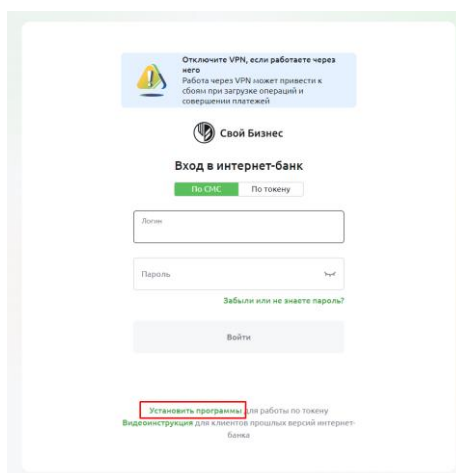 Отключите VPN, если работаете через
него
Работа через VPN может привести к
сбоям при загрузке операций и
совершении платежей
Свой Бизнес
Вход в интернет-банк
По СМС
По токену
Логин
Пароль
Забыли или не знаете пароль?
Войти
Установить программы для работы по токену
Видеоинструкция для клиентов прошлых версий интернет-
банка